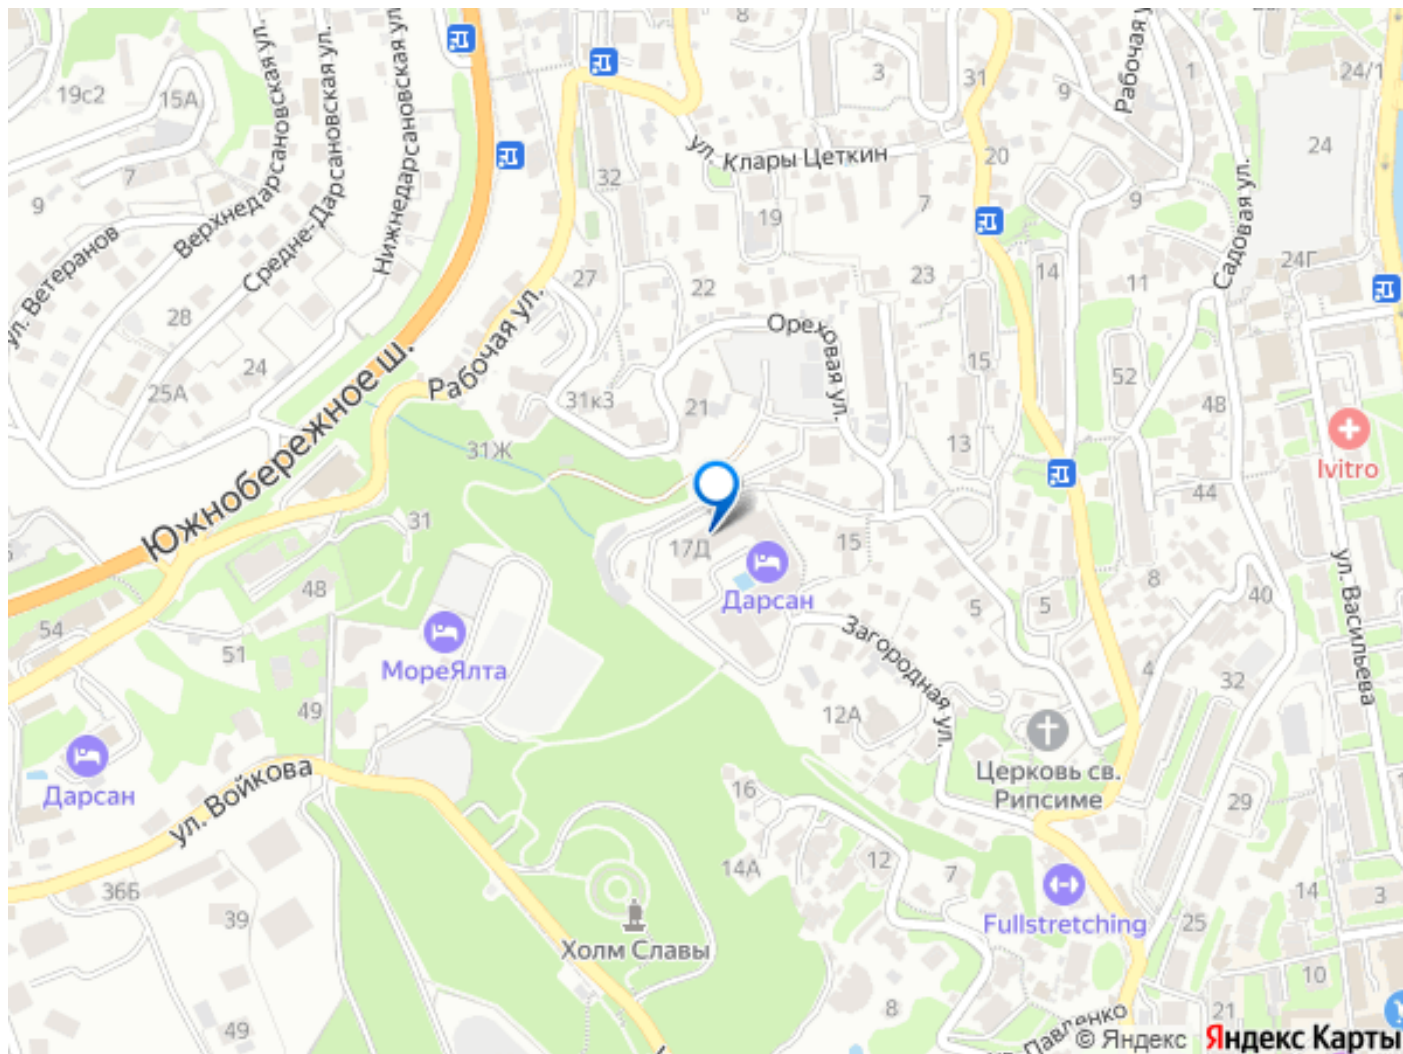 8
Рабочая у
24/1
19с2
15А
3
31
9
1
24
ул. Клары Цеткин
20
7
9
Верхнедарсановская ул.
Средне-Дарсановская ул.
Нижнедарсановская ул
ул. Ветеранов
32
7
9
19
Садовая ул.
24Г
27
22
23
14
11
28
Рабочая ул.
Ореховая ул.
24
25А
Южнобережное ш.
31к3
21
15
52
48
13
Ivitro
31Ж
44
31
17Д
15
8
ул. Васильева
48
Дарсан
5
5
40
54
51
МореЯлта
Загородная ул.
4
32
49
12А
Церковь св.
Рипсиме
Дарсан
ул. Войкова
16
29
14А
12
7
14
3
36Б
39
Fullstretching
25
Холм Славы
10
8
49
21
Павленко
© Яндекс Яндекс Карты